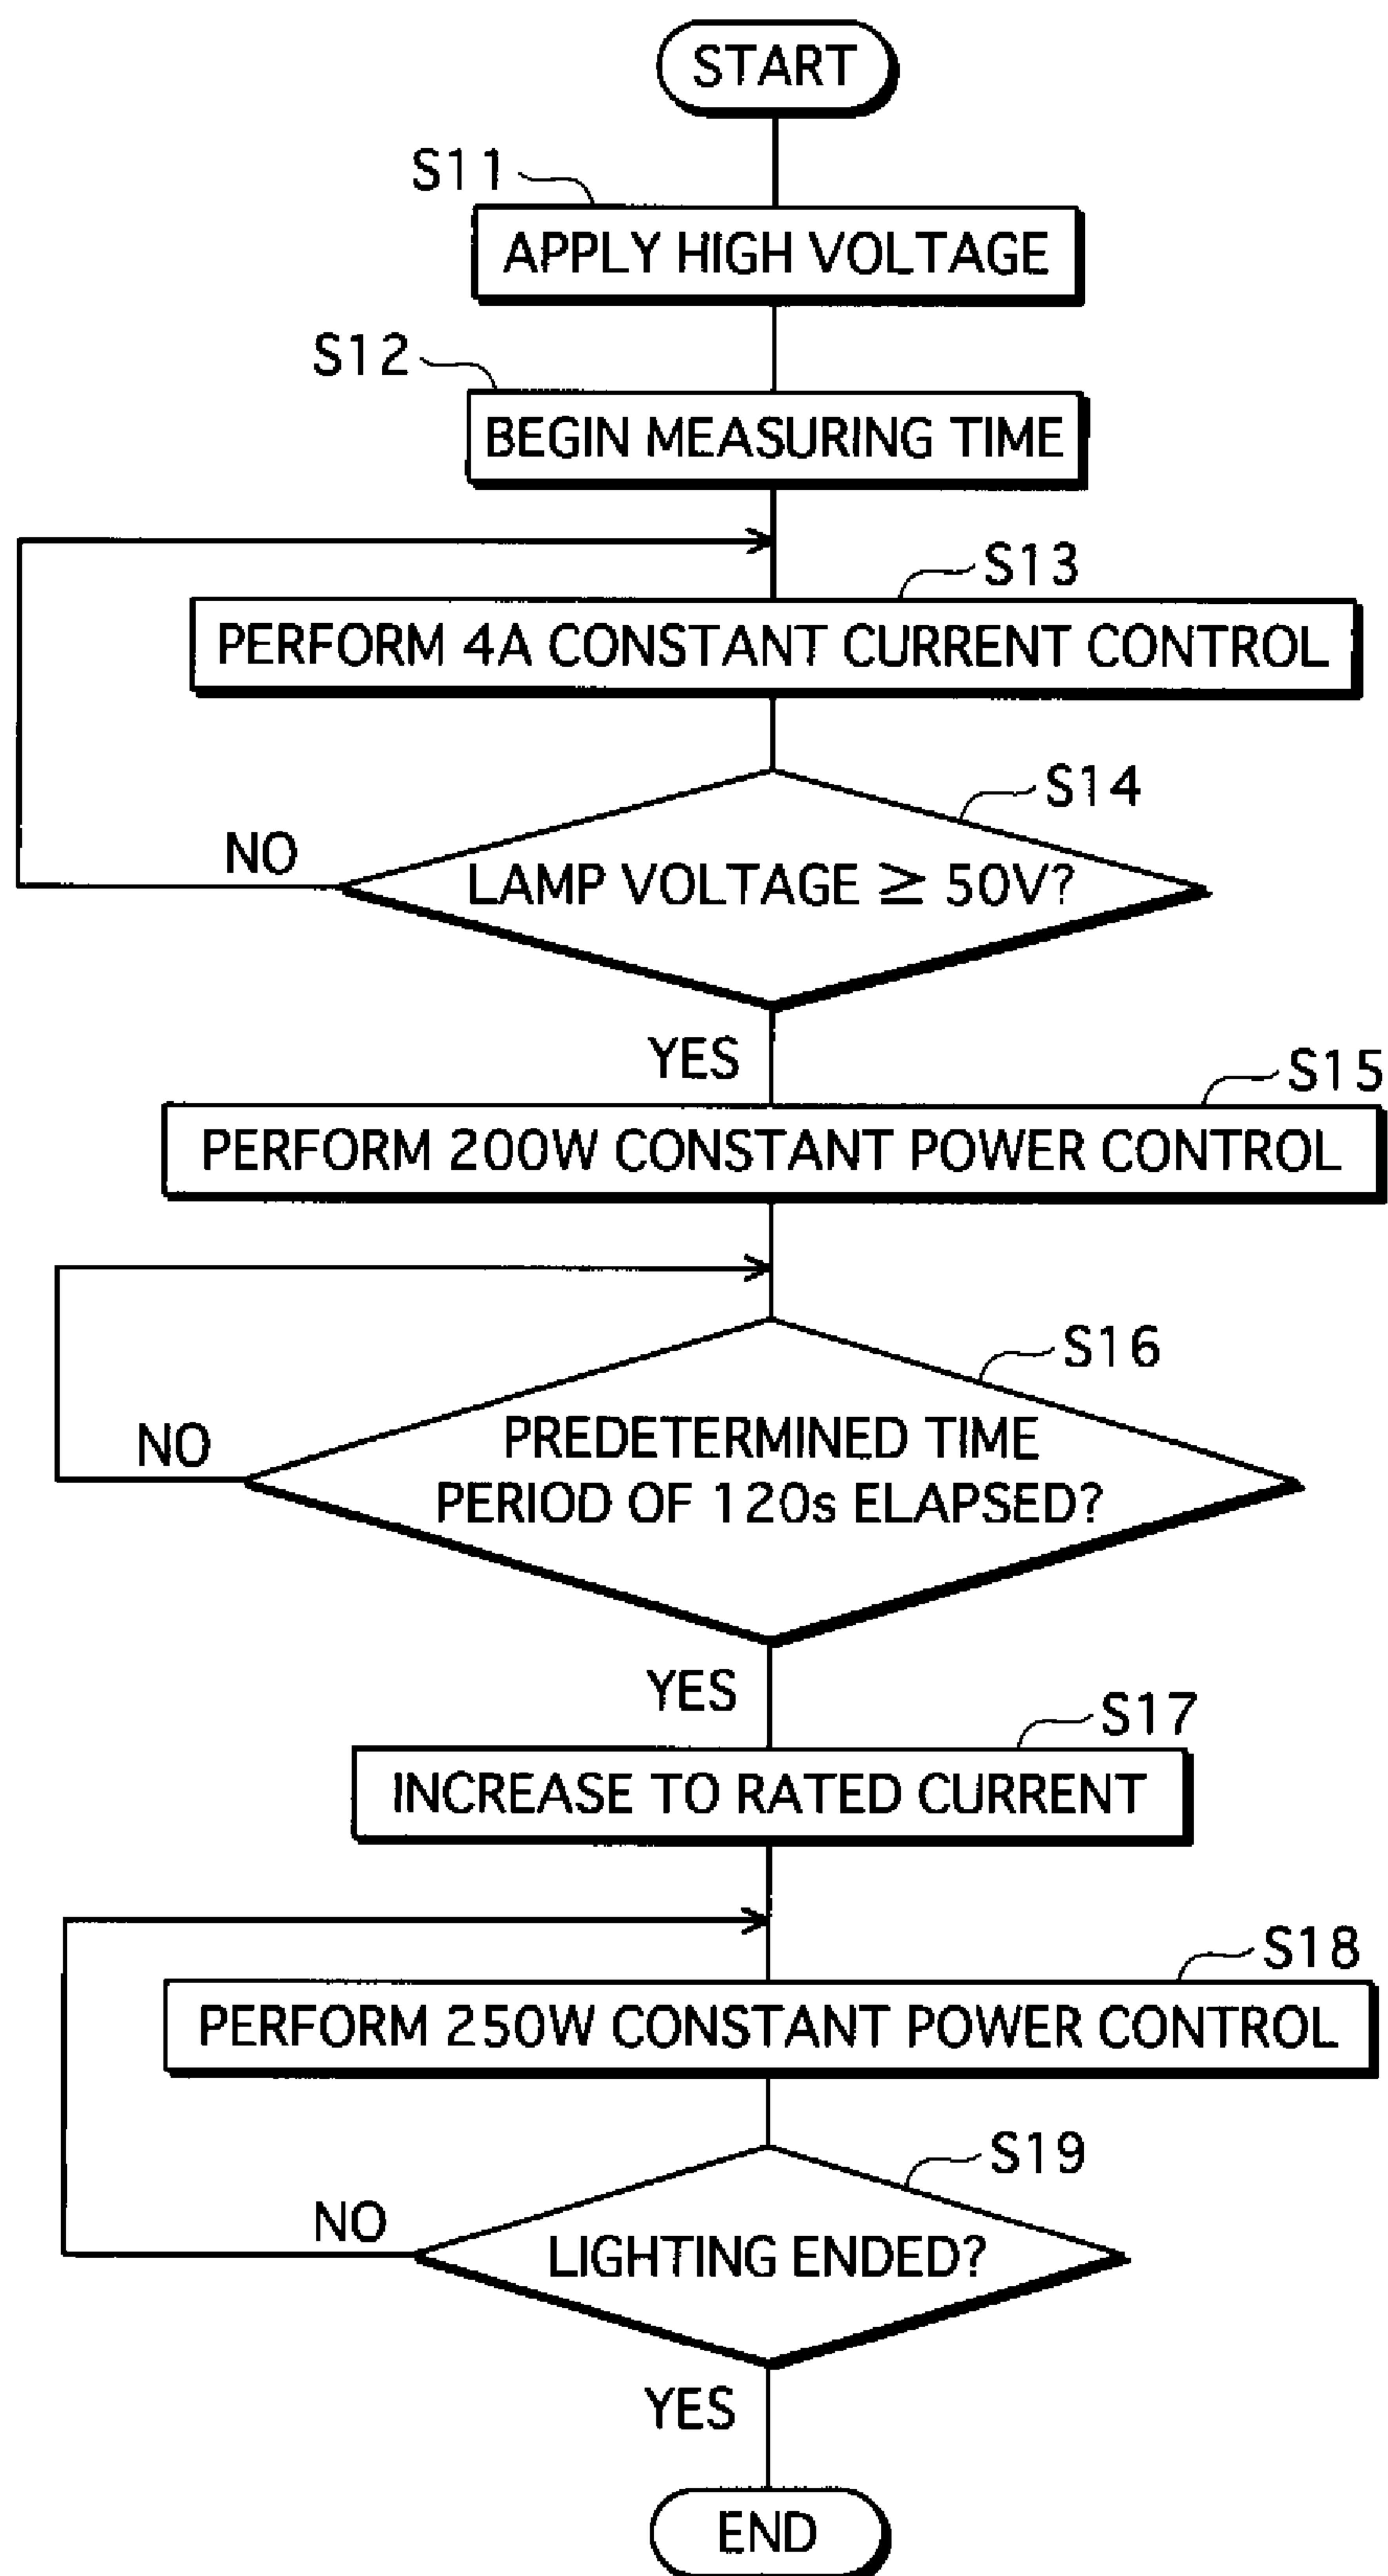 START
S11
APPLY HIGH VOLTAGE
S12
BEGIN MEASURING TIME
S13
PERFORM 4A CONSTANT CURRENT CONTROL
S14
NO
LAMP VOLTAGE ≧ 50V?
YES
S15
PERFORM 200W CONSTANT POWER CONTROL
S16
NO
PREDETERMINED TIME
PERIOD OF 120s ELAPSED?
YES
S17
INCREASE TO RATED CURRENT
S18
PERFORM 250W CONSTANT POWER CONTROL
S19
NO
LIGHTING ENDED?
YES
END